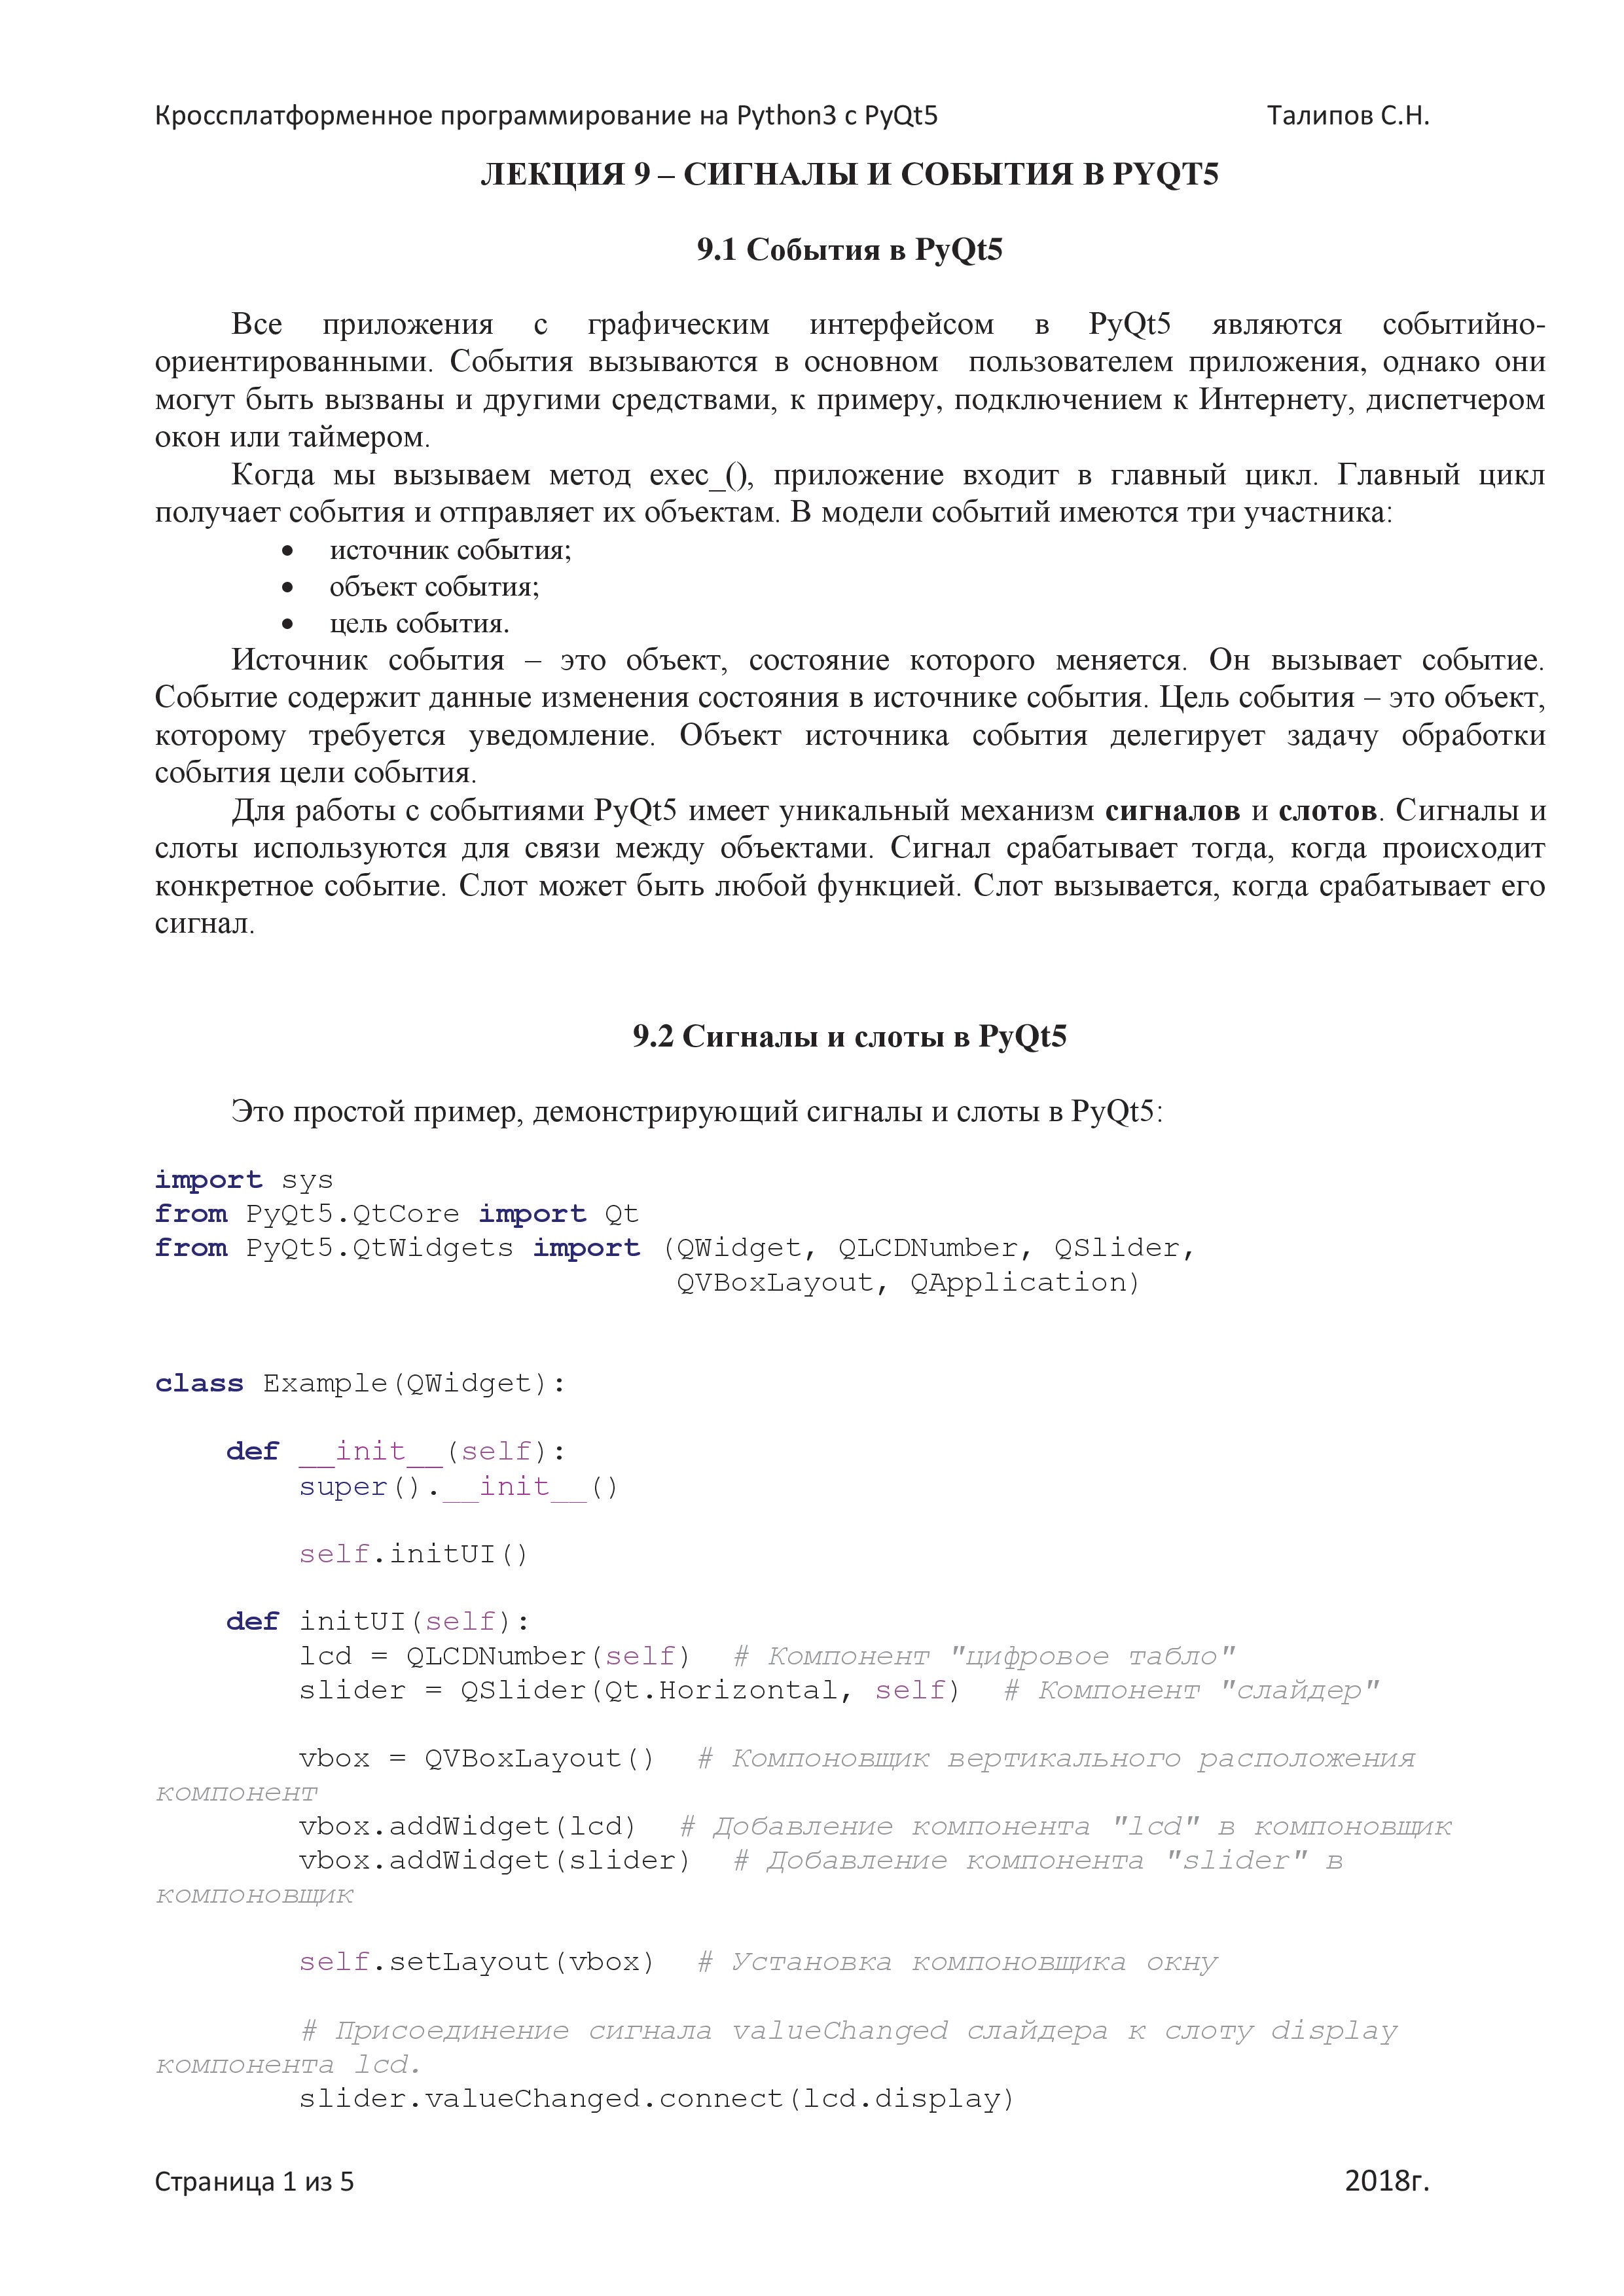 Кроссплатформенное программирование на Python3 с PyQt5 Талипов С.Н.
ЛЕКЦИЯ 9 – СИГНАЛЫ И СОБЫТИЯ В PYQT5
9.1 События в PyQt5
Все приложения с графическим интерфейсом в PyQt5 являются событийно-
ориентированными. События вызываются в основном  пользователем приложения, однако они
могут быть вызваны и другими средствами, к примеру, подключением к Интернету, диспетчером
окон или таймером.
Когда мы вызываем метод exec_(), приложение входит в главный цикл. Главный цикл
получает события и отправляет их объектам. В модели событий имеются три участника:
• источник события;
• объект события;
• цель события.
Источник события – это объект, состояние которого меняется. Он вызывает событие.
Событие содержит данные изменения состояния в источнике события. Цель события – это объект,
которому требуется уведомление. Объект источника события делегирует задачу обработки
события цели события.
Для работы с событиями PyQt5 имеет уникальный механизм сигналов и слотов. Сигналы и
слоты используются для связи между объектами. Сигнал срабатывает тогда, когда происходит
конкретное событие. Слот может быть любой функцией. Слот вызывается, когда срабатывает его
сигнал.
9.2 Сигналы и слоты в PyQt5
Это простой пример, демонстрирующий сигналы и слоты в PyQt5:
import sys
from PyQt5.QtCore import Qt
from PyQt5.QtWidgets import (QWidget, QLCDNumber, QSlider,
                             QVBoxLayout, QApplication)
class Example(QWidget):
    def __init__(self):
        super().__init__()
        self.initUI()
    def initUI(self):
        lcd = QLCDNumber(self)  # Компонент "цифровое табло"
        slider = QSlider(Qt.Horizontal, self)  # Компонент "слайдер"
        vbox = QVBoxLayout()  # Компоновщик вертикального расположения
компонент
        vbox.addWidget(lcd)  # Добавление компонента "lcd" в компоновщик
        vbox.addWidget(slider)  # Добавление компонента "slider" в
компоновщик
        self.setLayout(vbox)  # Установка компоновщика окну
        # Присоединение сигнала valueChanged слайдера к слоту display
компонента lcd.
        slider.valueChanged.connect(lcd.display)
Страница 1 из 5 2018г.